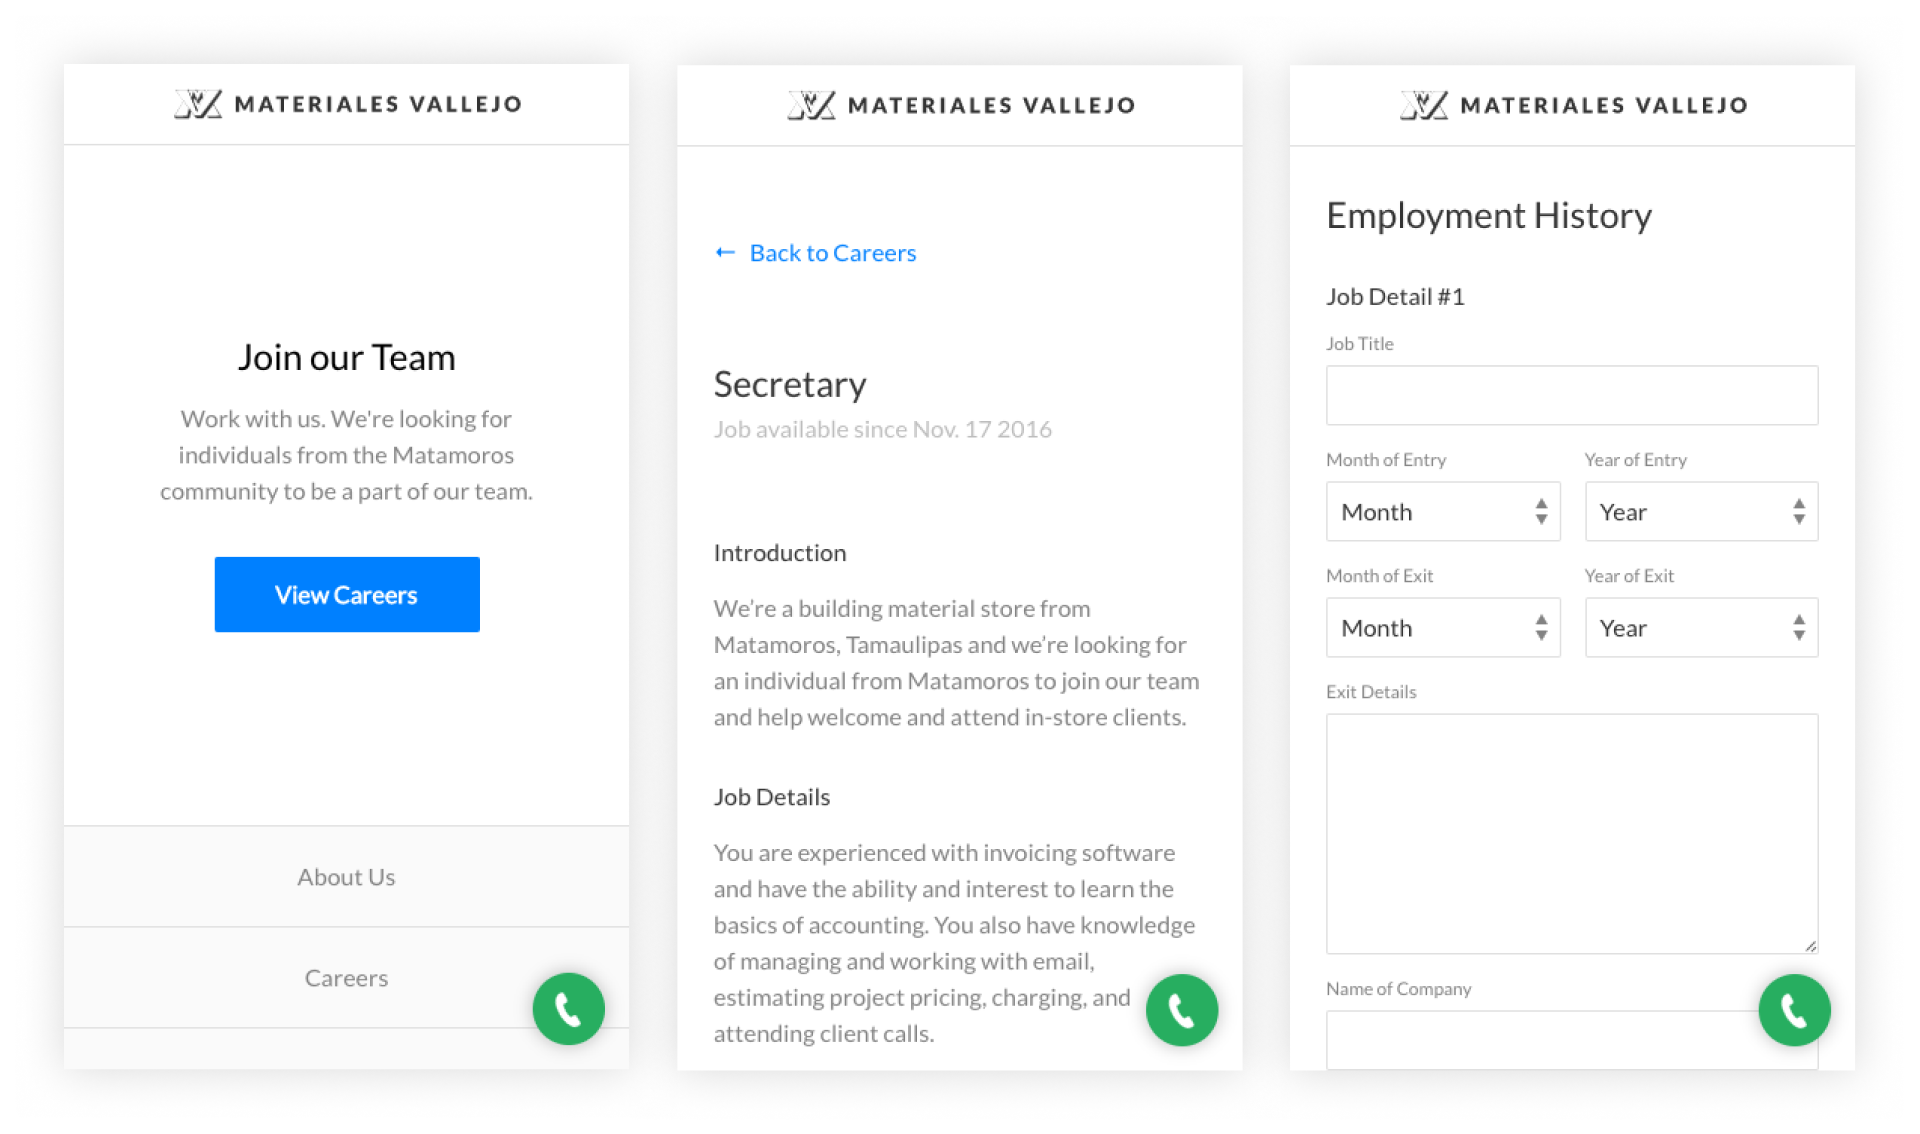 MATERIALES VALLEJO
Join our Team
Work with us. We're looking for
individuals from the Matamoros
community to be a part of our team.
View Careers
About Us
Careers
MATERIALES VALLEJO
← Back to Careers
Secretary
Job available since Nov. 17 2016
Introduction
We’re a building material store from
Matamoros, Tamaulipas and we’re looking for
an individual from Matamoros to join our team
and help welcome and attend in-store clients.
Job Details
You are experienced with invoicing software
and have the ability and interest to learn the
basics of accounting. You also have knowledge
of managing and working with email,
estimating project pricing, charging, and
attending client calls.
MATERIALES VALLEJO
Employment History
Job Detail #1
Job Title
Month of Entry Year of Entry
Month Year
Month of Exit Year of Exit
Month Year
Exit Details
Name of Company